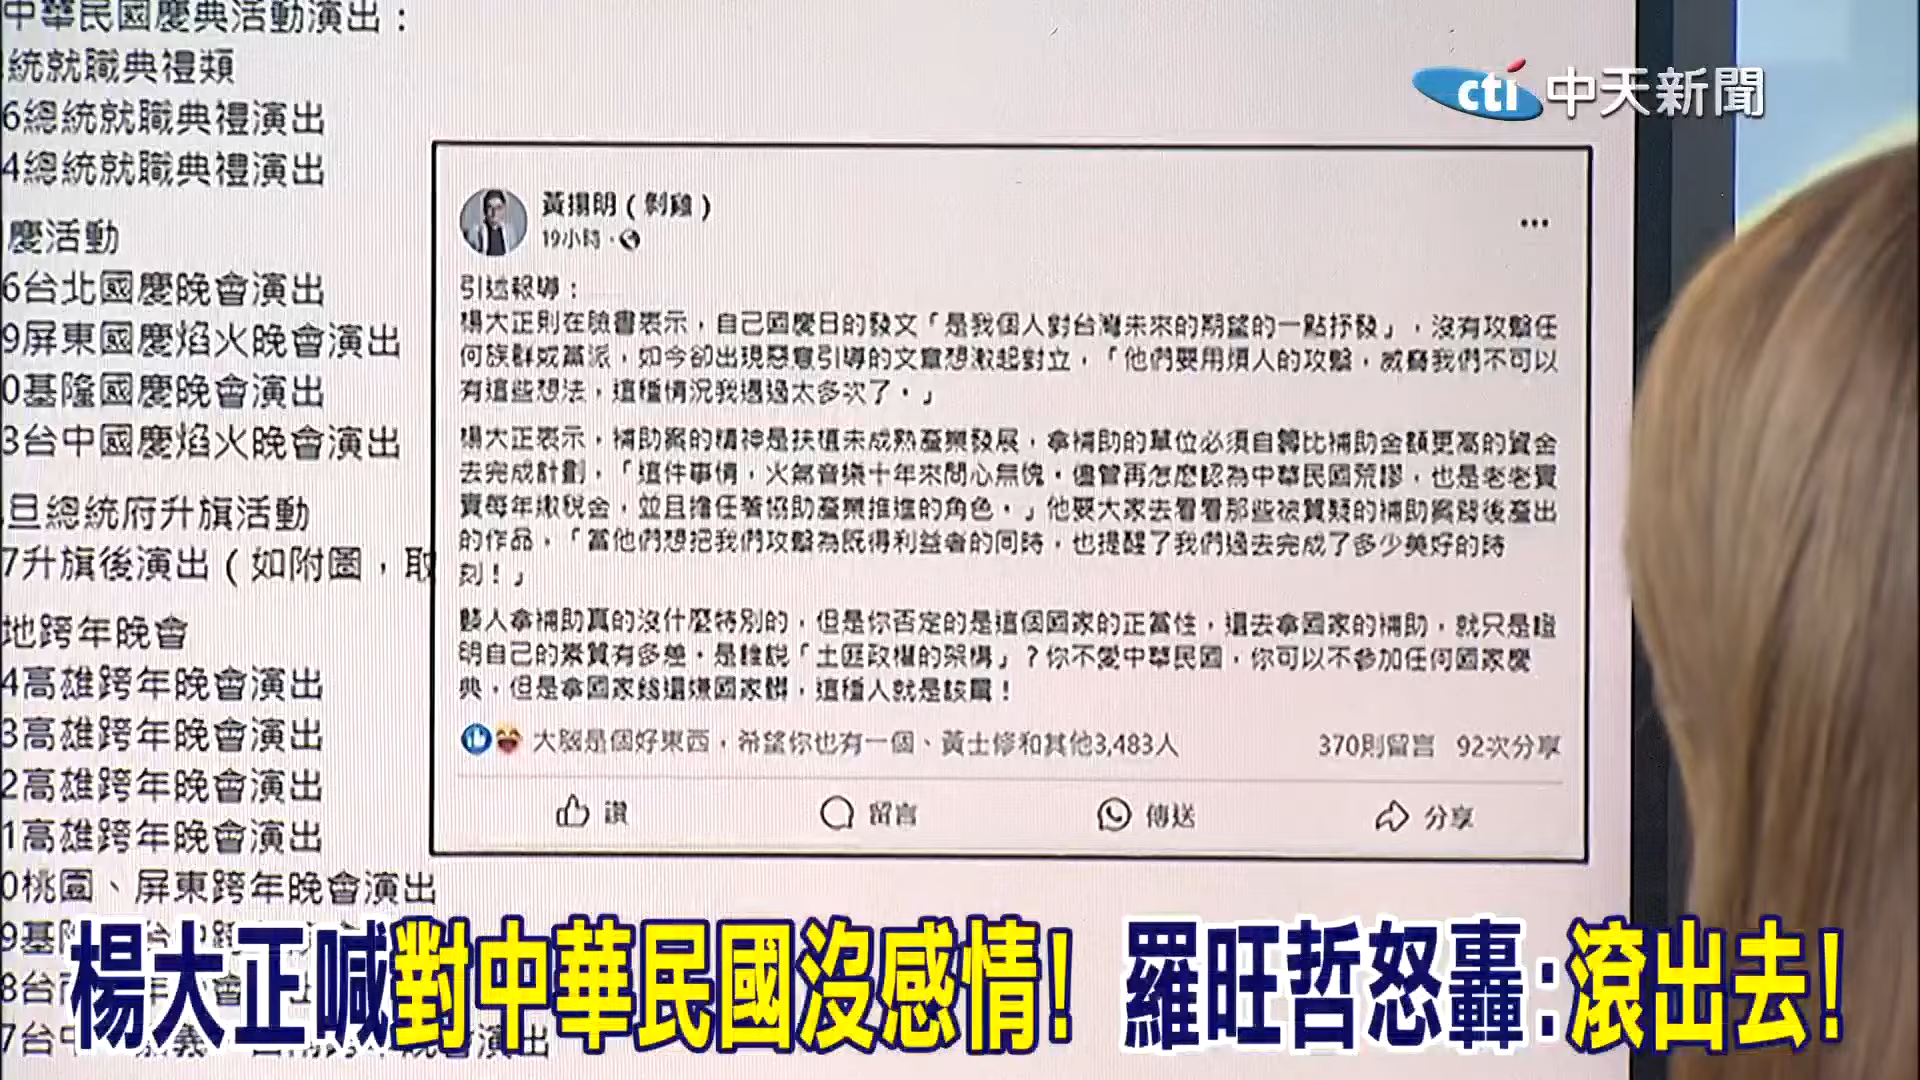 中華民國慶典活動演出：
統就職典禮類
6總統就職典禮演出
4總統就職典禮演出
慶活動
6台北國慶晚會演出
9屏東國慶焰火晚會演出
0基隆國慶晚會演出
3台中國慶焰火晚會演出
旦總統府升旗活動
7升旗後演出（如附圖，取
地跨年晚會
4高雄跨年晚會演出
3高雄跨年晚會演出
2高雄跨年晚會演出
1高雄跨年晚會演出
0桃園、屏東跨年晚會演出
9基
8台
7台中
演出
cti 中天新聞
黃揚明（剝雞）
19小時
引述報導：
楊大正則在臉書表示，自己國慶日的發文「是我個人對台灣未來的期望的一點抒發」，沒有攻擊任
何族群或黨派，如今卻出現惡意引導的文章想激起對立，「他們要用煩人的攻擊，威脅我們不可以
有這些想法，這種情況我遇過太多次了。」
楊大正表示，補助案的精神是扶植未成熟產業發展，拿補助的單位必須自籌比補助金額更高的資金
去完成計劃，「這件事情，火氣音樂十年來問心無愧。儘管再怎麼認為中華民國荒謬，也是老老實
實每年繳稅金，並且擔任著協助產業推進的角色。」他要大家去看看那些被質疑的補助案背後產出
的作品，「當他們想把我們攻擊為既得利益者的同時，也提醒了我們過去完成了多少美好的時
刻！」
藝人拿補助真的沒什麼特別的，但是你否定的是這個國家的正當性，還去拿國家的補助，就只是證
明自己的素質有多差。是誰說「土匪政權的架構」？你不愛中華民國，你可以不參加任何國家慶
典，但是拿國家錢還嫌國家髒，這種人就是該罵！
大腦是個好東西，希望你也有一個、黃士修和其他3,483人
370則留言 92次分享
讚 留言 傳送 分享
楊大正喊對中華民國沒感情！ 羅旺哲怒轟：滾出去！